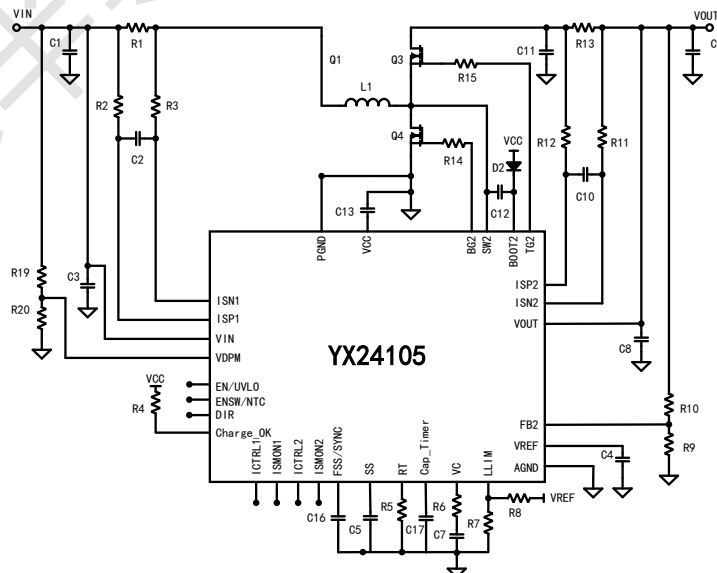 VIN
VOUT
C1
R1
Q1
Q3
C11
R13
C
R15
R2
R3
L1
Q4
R14
VCC
D2
R12
R11
C2
C12
C10
C13
PGND
VCC
BG2
SW2
BOOT2
TG2
R19
C3
R20
ISN1
ISP1
VIN
VDPM
ISP2
ISN2
VOUT
YX24105
C8
VCC
R4
EN/UVLO
ENSW/NTC
DIR
Charge_OK
FB2
VREF
AGND
R10
R9
C4
ICTRL1
ISMON1
ICTRL2
ISMON2
FSS/SYNC
SS
RT
Cap_Timer
VC
LLIM
C16
C5
R5
C17
R6
C7
R7
R8
VREF